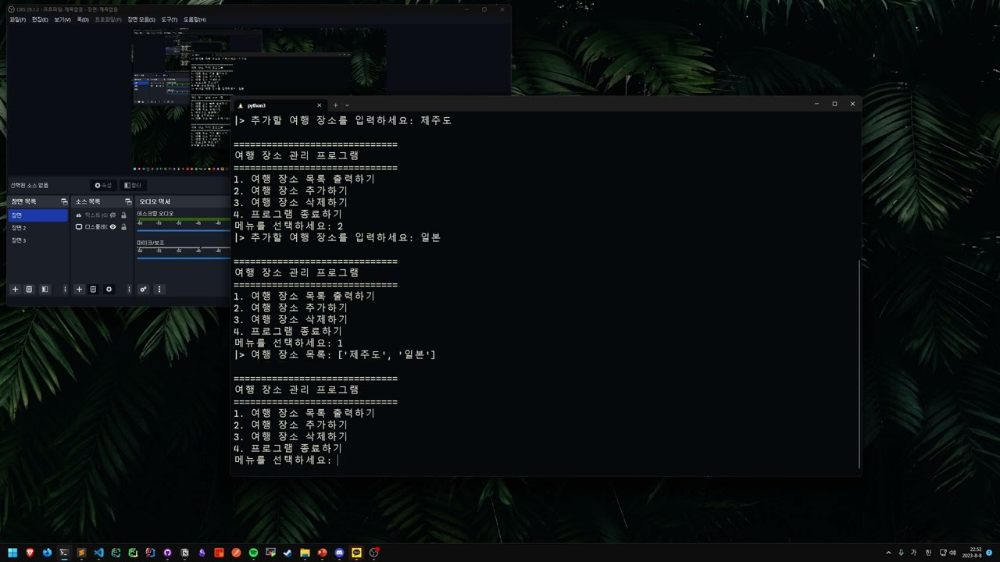 OBS 29.1.3 - 프로파일: 제목없음 - 장면: 제목없음
파일(F) 편집(E) 보기(V) 독(D) 프로파일(P) 장면 모음(S) 도구(T) 도움말(H)
선택된 소스 없음
속성
필터
장면 목록
장면
장면 2
장면 3
소스 목록
텍스트 (GI
디스플레(
오디오 믹서
데스크탑 오디오
-60 -55 -50 -45 -40
마이크/보조
-60 -55 -50 -45 -40
python3
|> 추가할 여행 장소를 입력하세요: 제주도
==============================
여행 장소 관리 프로그램
==============================
1. 여행 장소 목록 출력하기
2. 여행 장소 추가하기
3. 여행 장소 삭제하기
4. 프로그램 종료하기
메뉴를 선택하세요: 2
|> 추가할 여행 장소를 입력하세요: 일본
==============================
여행 장소 관리 프로그램
==============================
1. 여행 장소 목록 출력하기
2. 여행 장소 추가하기
3. 여행 장소 삭제하기
4. 프로그램 종료하기
메뉴를 선택하세요: 1
|> 여행 장소 목록: ['제주도', '일본']
==============================
여행 장소 관리 프로그램
==============================
1. 여행 장소 목록 출력하기
2. 여행 장소 추가하기
3. 여행 장소 삭제하기
4. 프로그램 종료하기
메뉴를 선택하세요:
가 한
22:52
2023-8-8